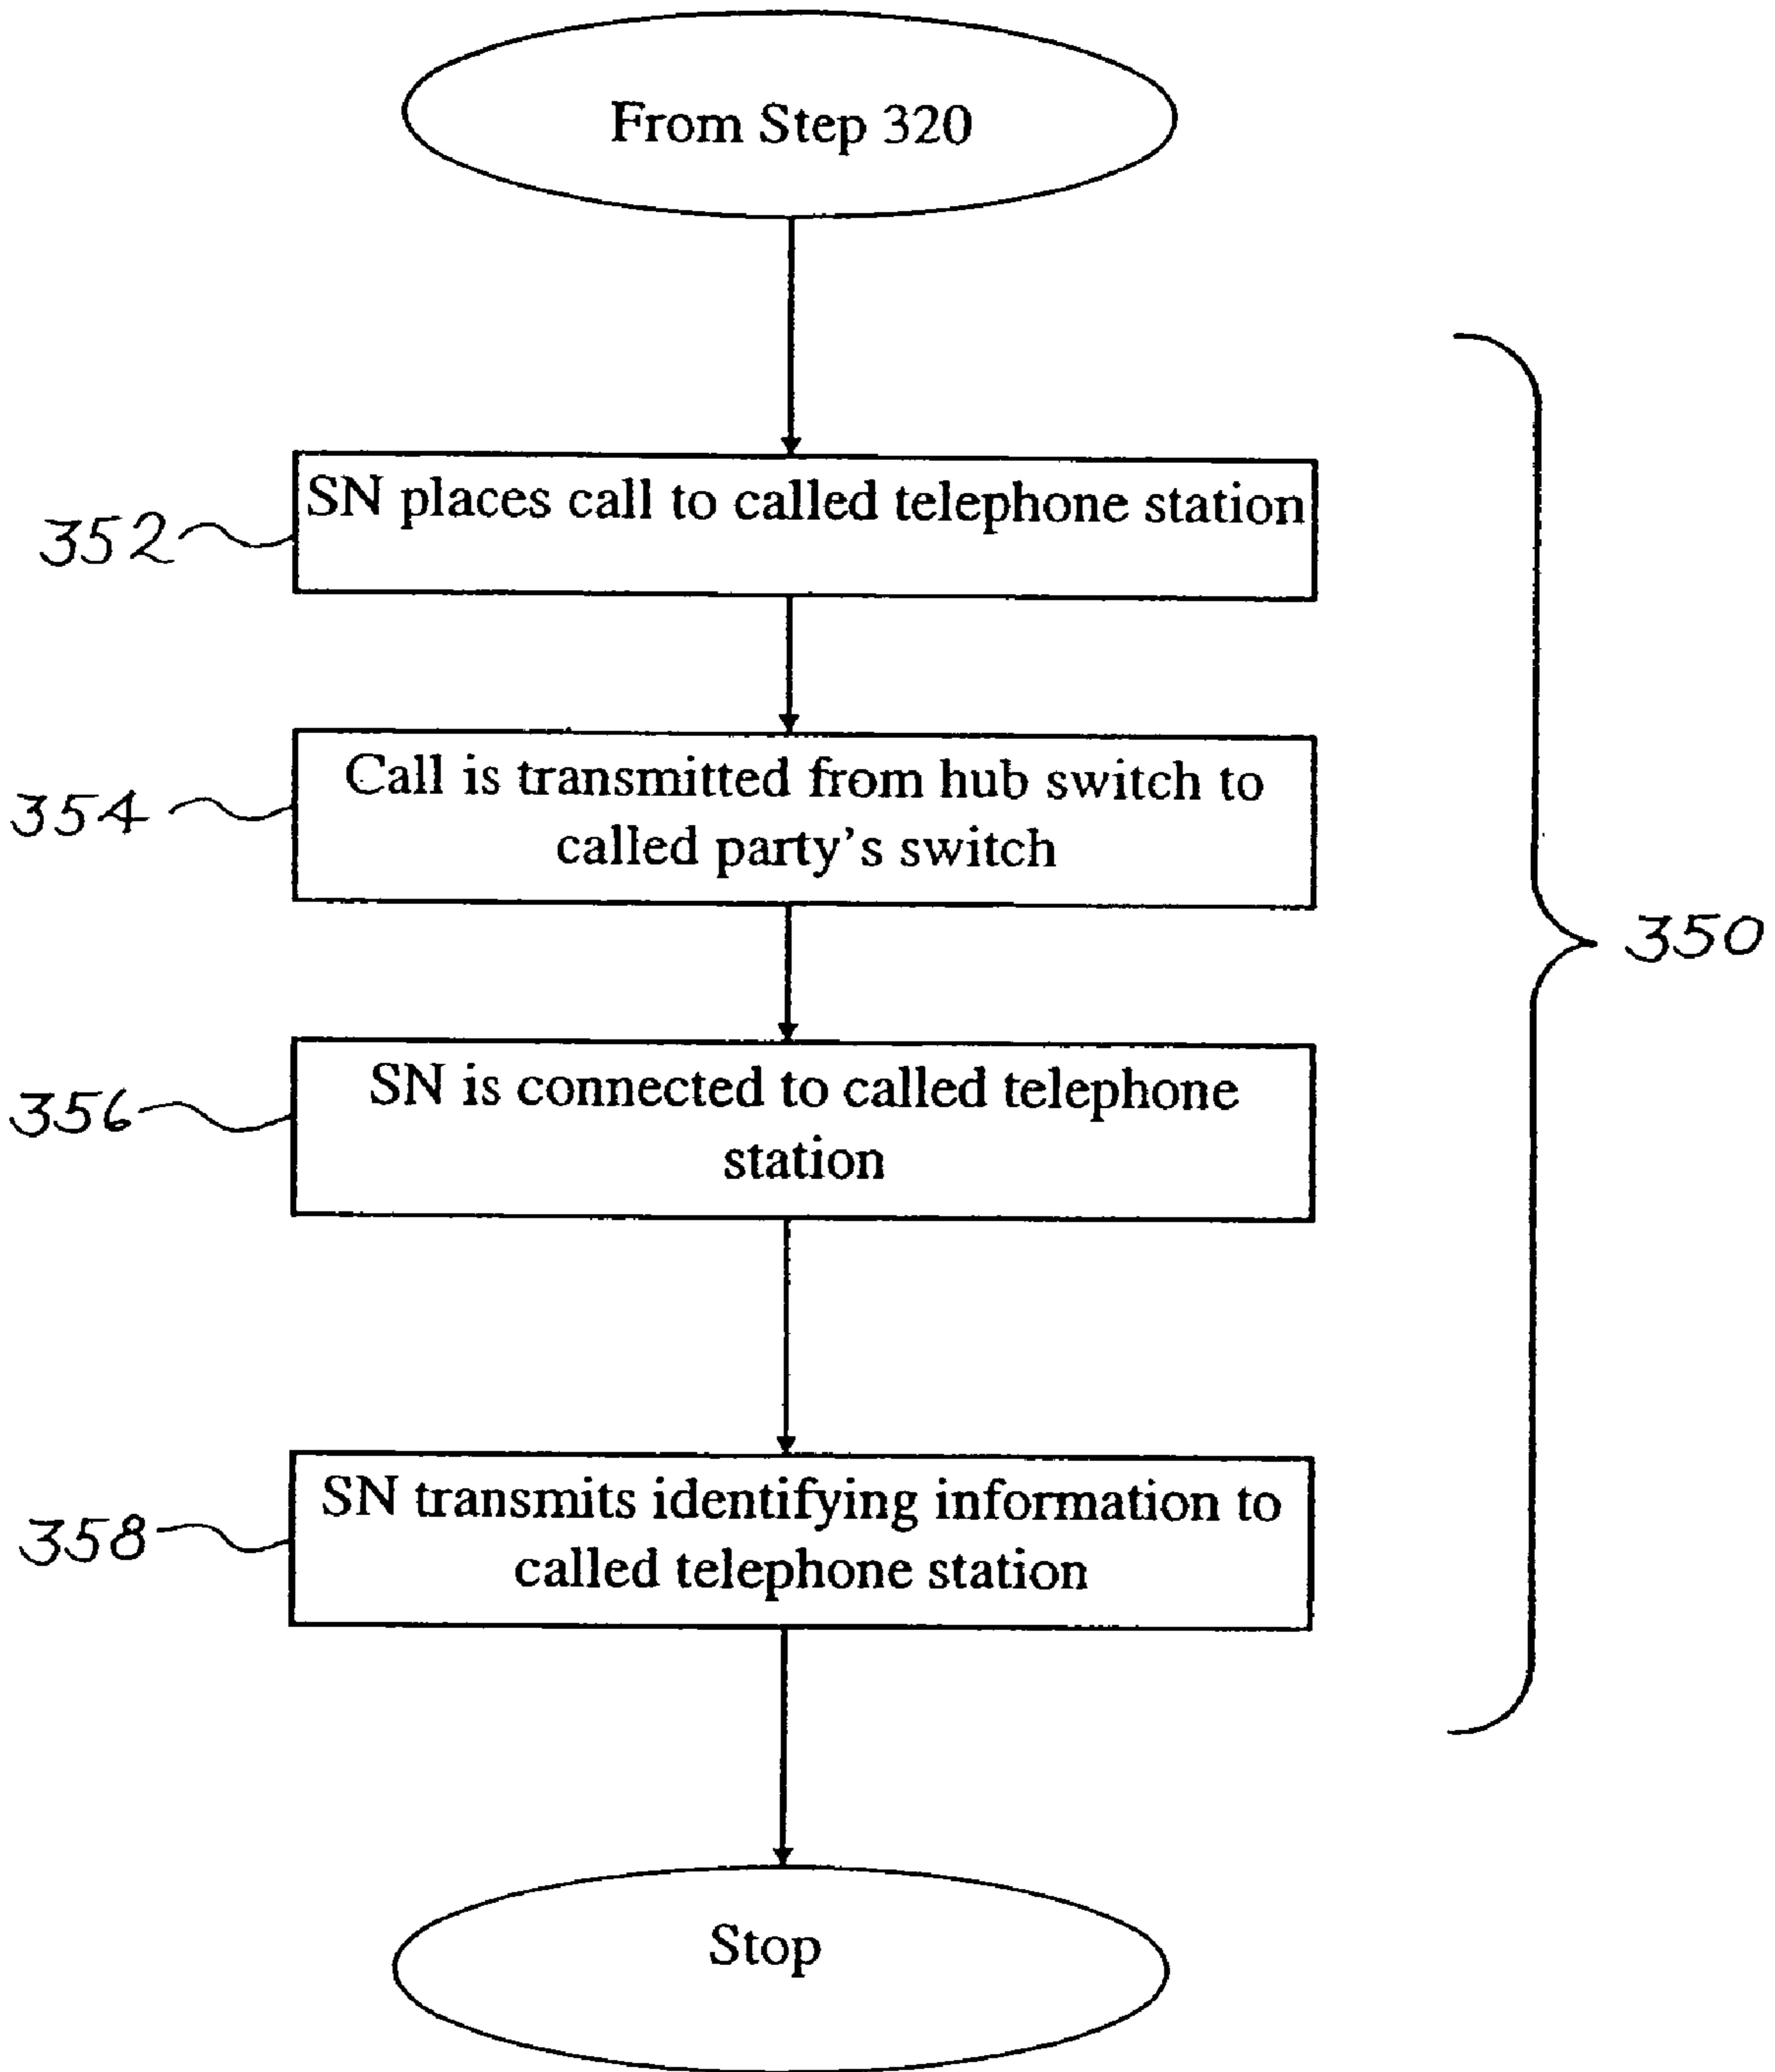 From Step 320
SN places call to called telephone station
352
Call is transmitted from hub switch to
called party's switch
354
350
SN is connected to called telephone
station
356
SN transmits identifying information to
called telephone station
358
Stop